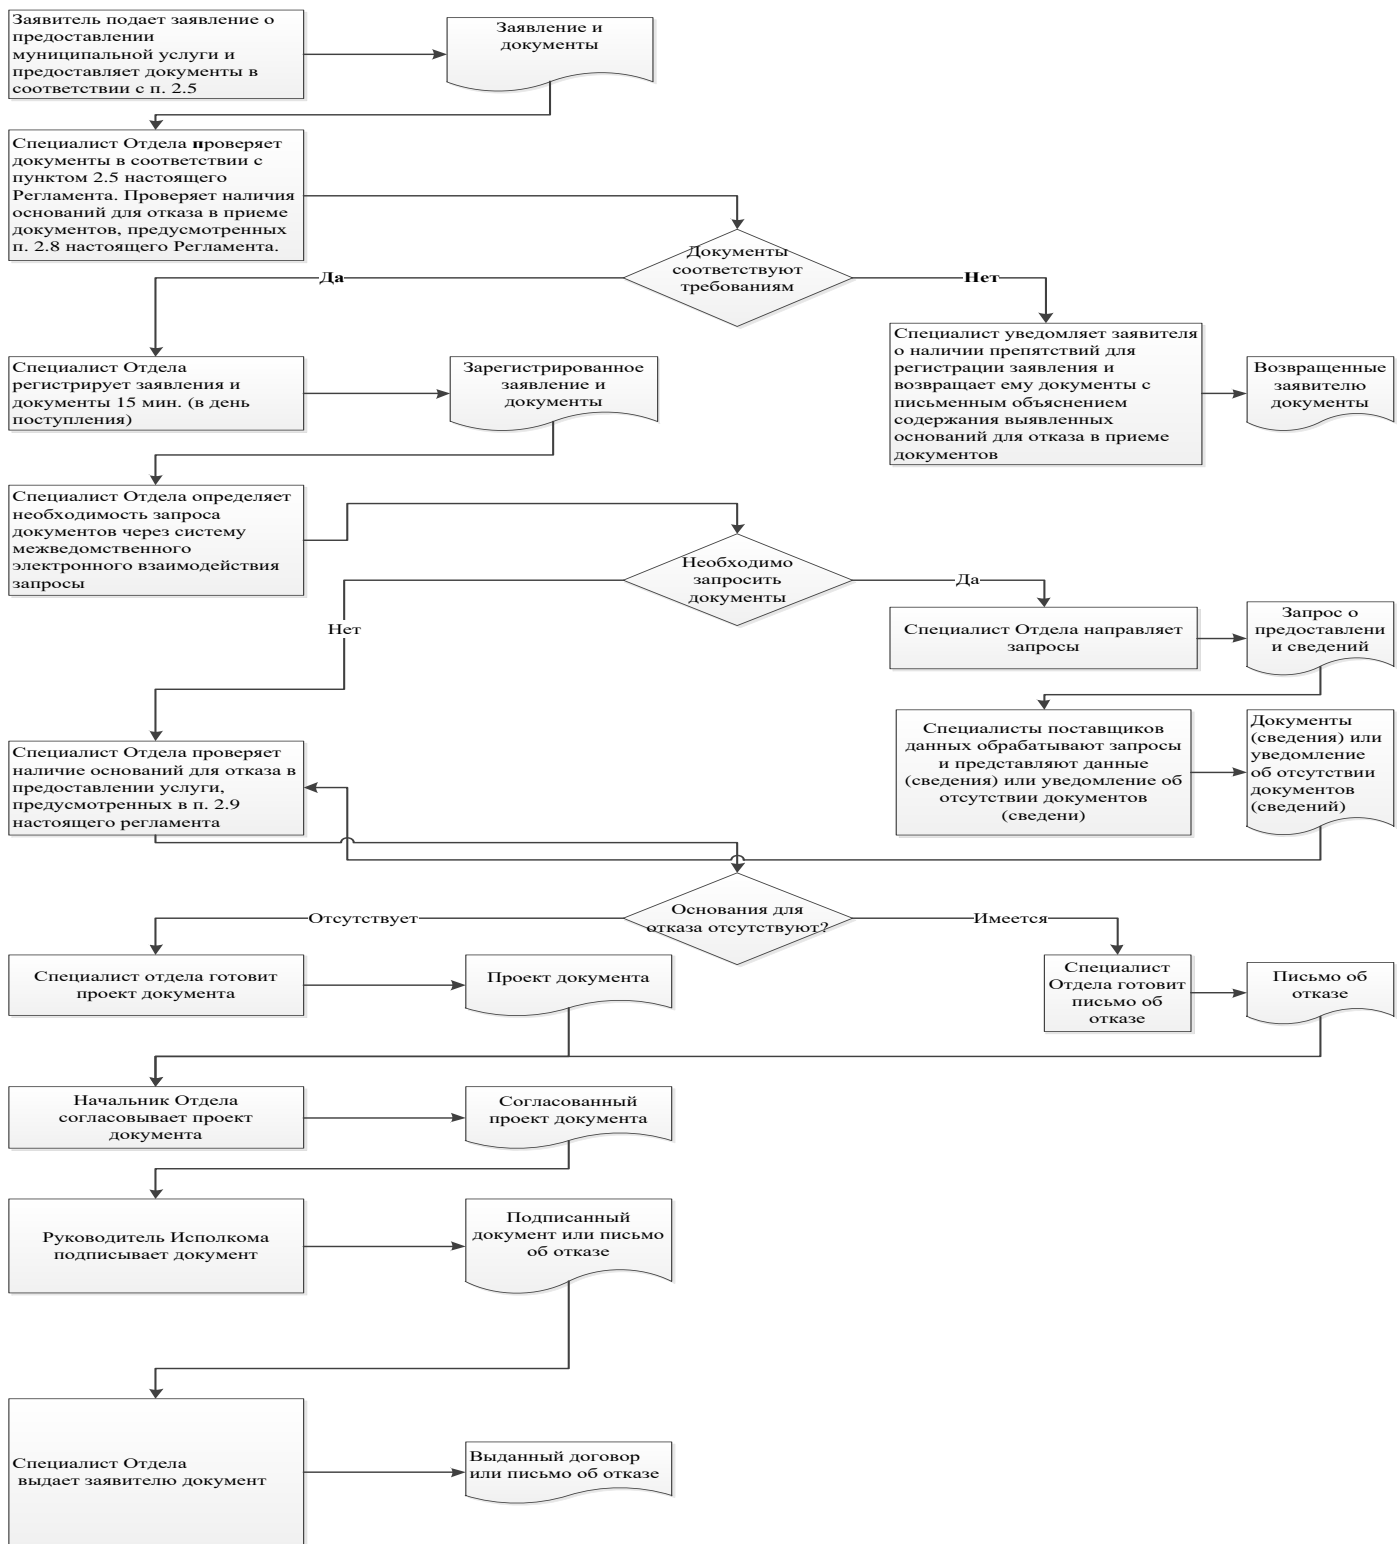 Заявитель подает заявление о
предоставлении
муниципальной услуги и
предоставляет документы в
соответствии с п. 2.5
Заявление и
документы
Специалист Отдела проверяет
документы в соответствии с
пунктом 2.5 настоящего
Регламента. Проверяет наличия
оснований для отказа в приеме
документов, предусмотренных
п. 2.8 настоящего Регламента.
Документы
соответствуют
требованиям
Да
Нет
Специалист Отдела
регистрирует заявления и
документы 15 мин. (в день
поступления)
Зарегистрированное
заявление и
документы
Специалист уведомляет заявителя
о наличии препятствий для
регистрации заявления и
возвращает ему документы с
письменным объяснением
содержания выявленных
оснований для отказа в приеме
документов
Возвращенные
заявителю
документы
Специалист Отдела определяет
необходимость запроса
документов через систему
межведомственного
электронного взаимодействия
запросы
Необходимо
запросить
документы
Да
Нет
Специалист Отдела направляет
запросы
Запрос о
предоставлени
и сведений
Специалисты поставщиков
данных обрабатывают запросы
и представляют данные
(сведения) или уведомление об
отсутствии документов
(сведени)
Документы
(сведения) или
уведомление
об отсутствии
документов
(сведений)
Специалист Отдела проверяет
наличие оснований для отказа в
предоставлении услуги,
предусмотренных в п. 2.9
настоящего регламента
Основания для
отказа отсутствуют?
Отсутствует
Имеется
Специалист отдела готовит
проект документа
Проект документа
Специалист
Отдела готовит
письмо об
отказе
Письмо об
отказе
Начальник Отдела
согласовывает проект
документа
Согласованный
проект документа
Руководитель Исполкома
подписывает документ
Подписанный
документ или письмо
об отказе
Специалист Отдела
выдает заявителю документ
Выданный договор
или письмо об отказе